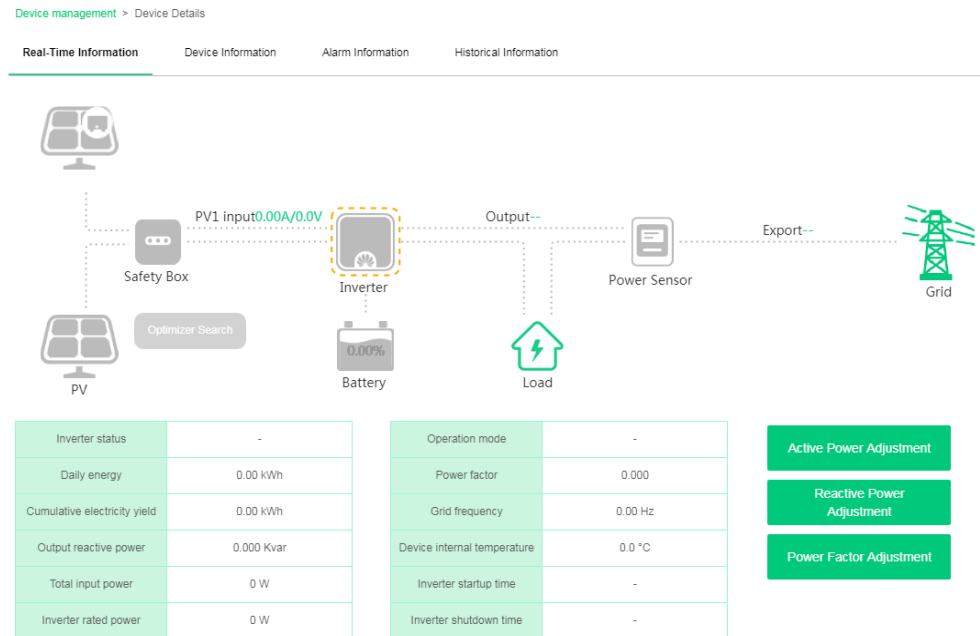 Device management > Device Details
Real-Time Information Device Information Alarm Information Historical Information
PV1 input0.00A/0.0V
Output--
Export--
Safety Box
Inverter
Power Sensor
Grid
Optimizer Search
0.00%
PV
Battery
Load
Inverter status - Operation mode -
Daily energy 0.00 kWh Power factor 0.000
Cumulative electricity yield 0.00 kWh Grid frequency 0.00 Hz
Output reactive power 0.000 Kvar Device internal temperature 0.0 °C
Total input power 0 W Inverter startup time -
Inverter rated power 0 W Inverter shutdown time -
Active Power Adjustment
Reactive Power
Adjustment
Power Factor Adjustment